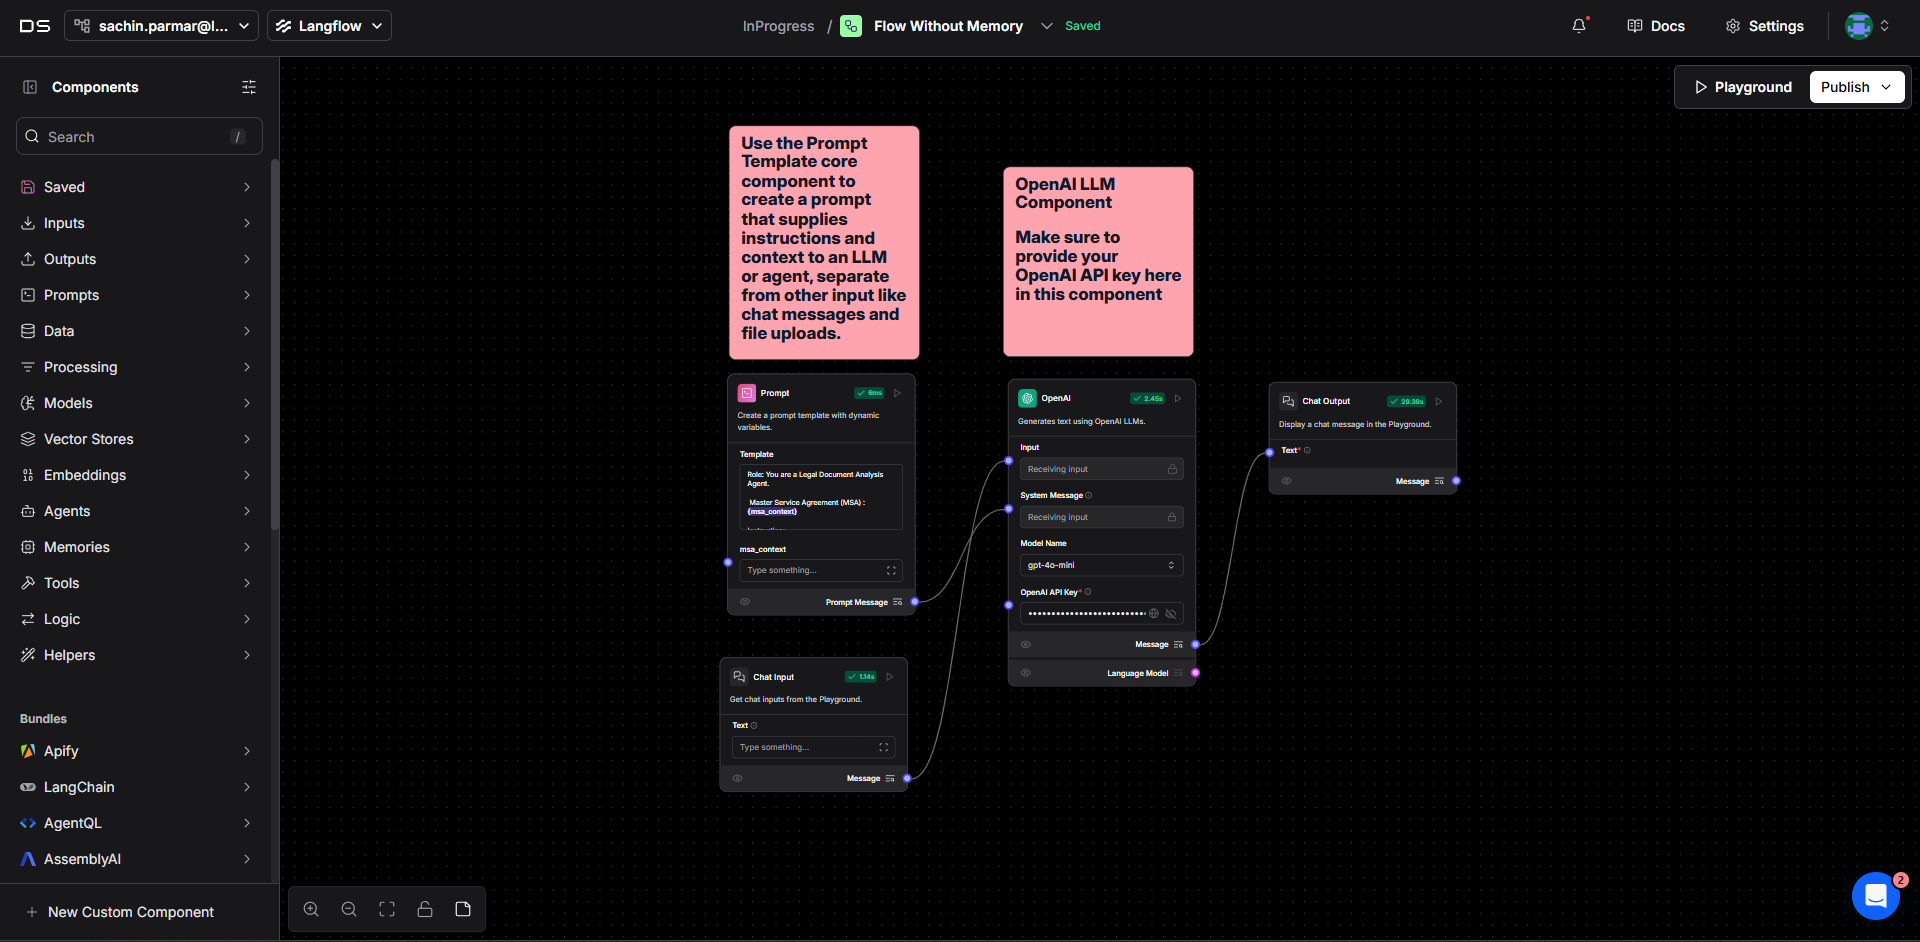 DS
sachin.parmar@l...
Langflow
InProgress / Flow Without Memory
Saved
Docs
Settings
Components
Search
/
Saved
Inputs
Outputs
Prompts
Data
Processing
Models
Vector Stores
Embeddings
Agents
Memories
Tools
Logic
Helpers
Bundles
Apify
LangChain
AgentQL
AssemblyAI
New Custom Component
Playground
Publish
Use the Prompt
Template core
component to
create a prompt
that supplies
instructions and
context to an LLM
or agent, separate
from other input like
chat messages and
file uploads.
OpenAI LLM
Component
Make sure to
provide your
OpenAI API key here
in this component
Prompt
6ms
Create a prompt template with dynamic
variables.
Template
Role: You are a Legal Document Analysis
Agent.
Master Service Agreement (MSA) :
{msa_context}
msa_context
Type something...
Prompt Message
Chat Input
1.14s
Get chat inputs from the Playground.
Text
Type something...
Message
OpenAI
2.45s
Generates text using OpenAI LLMs.
Input
Receiving input
System Message
Receiving input
Model Name
gpt-4o-mini
OpenAI API Key*
Message
Language Model
Chat Output
29.39s
Display a chat message in the Playground.
Text*
Message
2